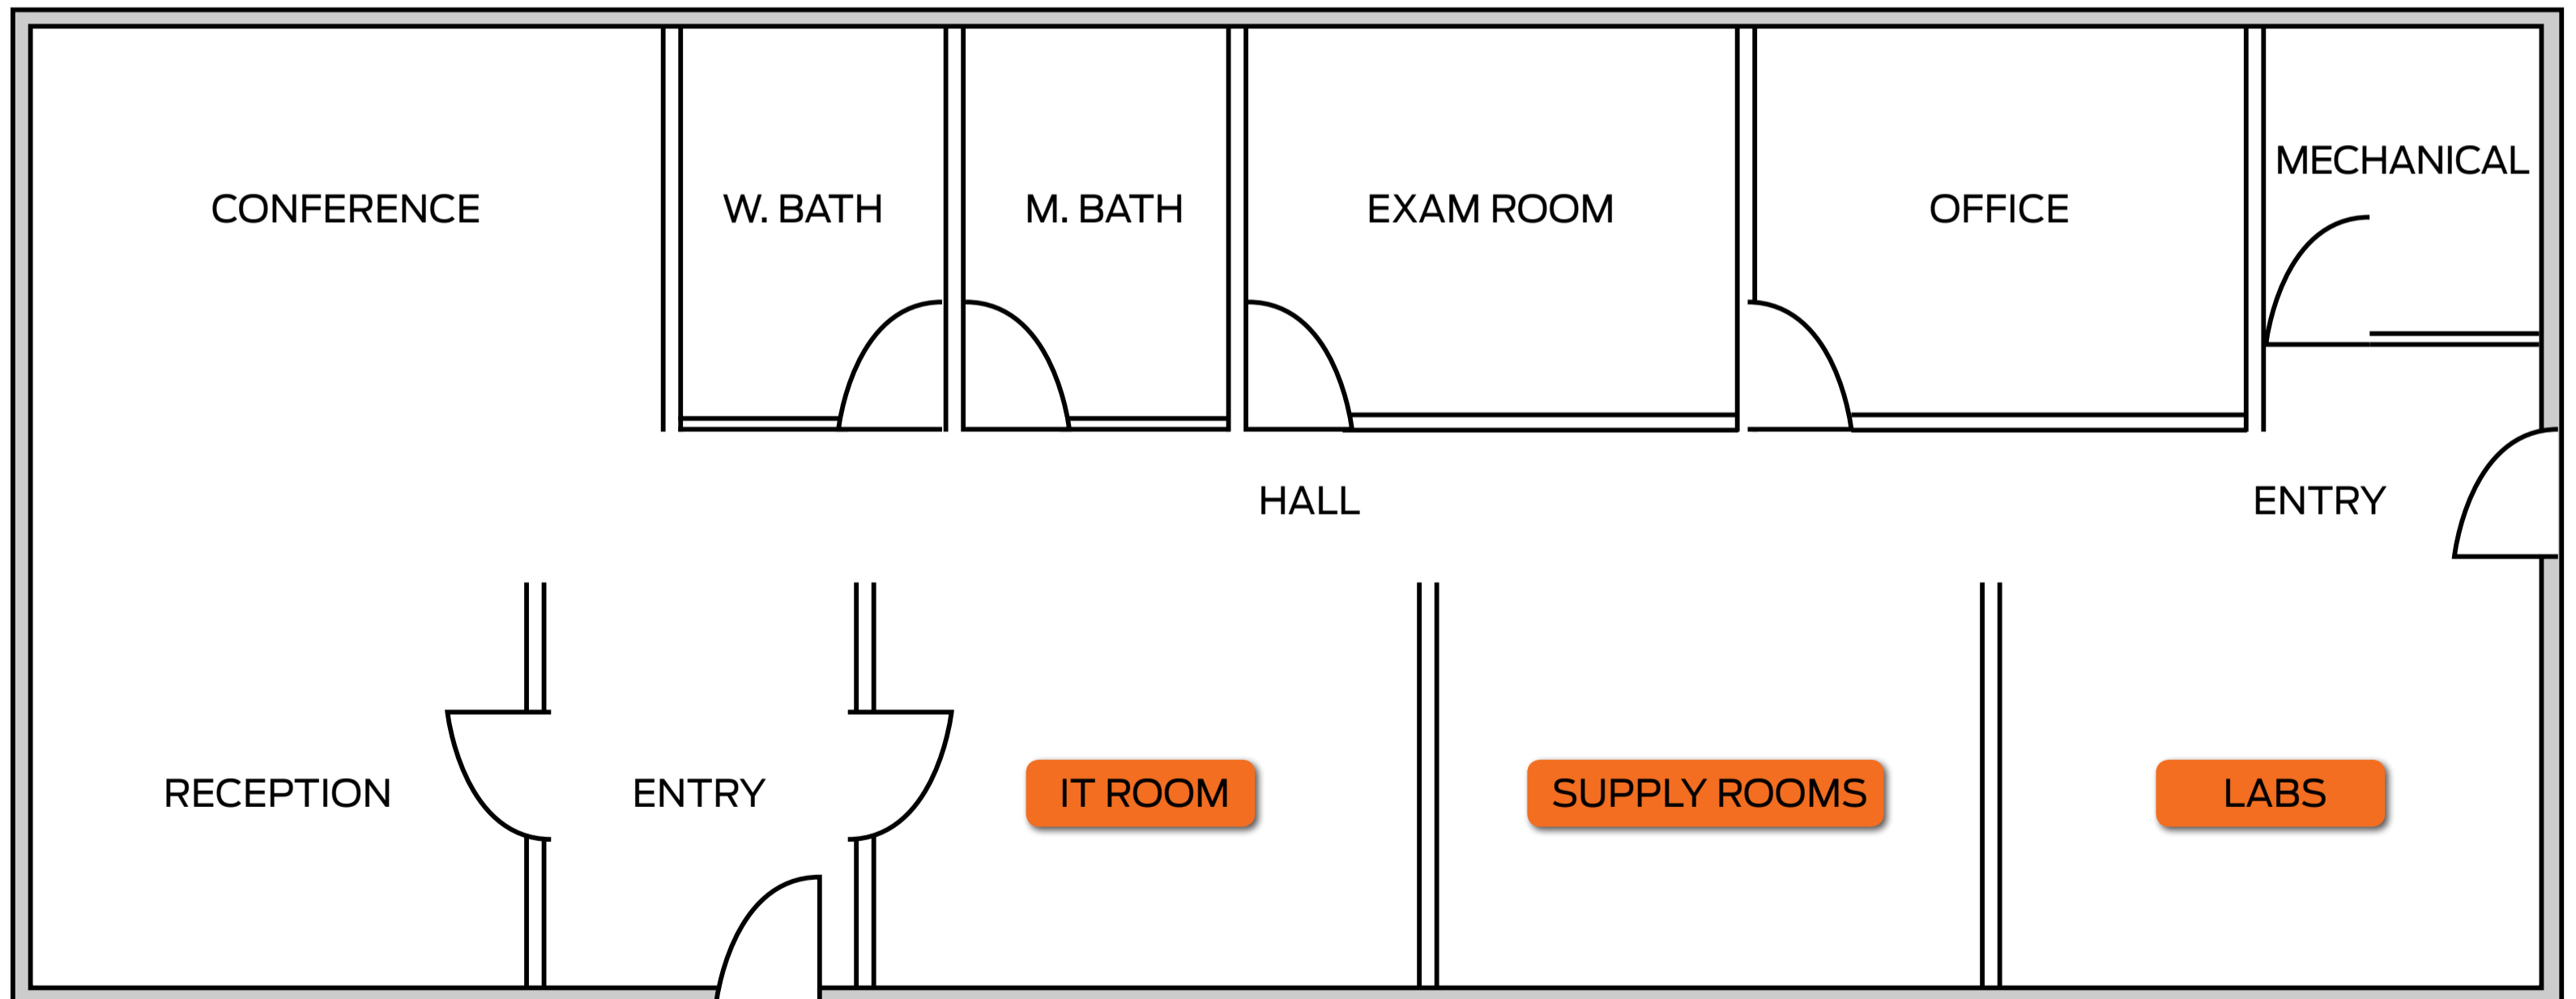 MECHANICAL
CONFERENCE
W. BATH
M. BATH
EXAM ROOM
OFFICE
HALL
ENTRY
RECEPTION
ENTRY
IT ROOM
SUPPLY ROOMS
LABS